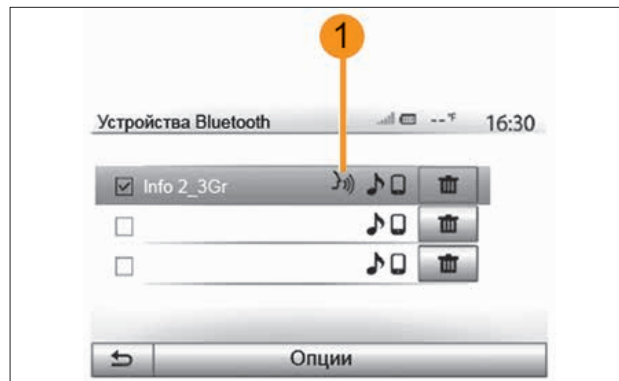 1
Устройства Bluetooth --°F 16:30
Info 2_3Gr
Опции